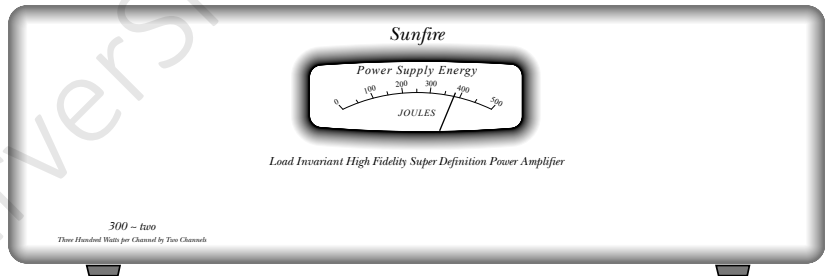 Sunfire
Power Supply Energy
0 100 200 300 400 500
JOULES
Load Invariant High Fidelity Super Definition Power Amplifier
300 ~ two
Three Hundred Watts per Channel by Two Channels